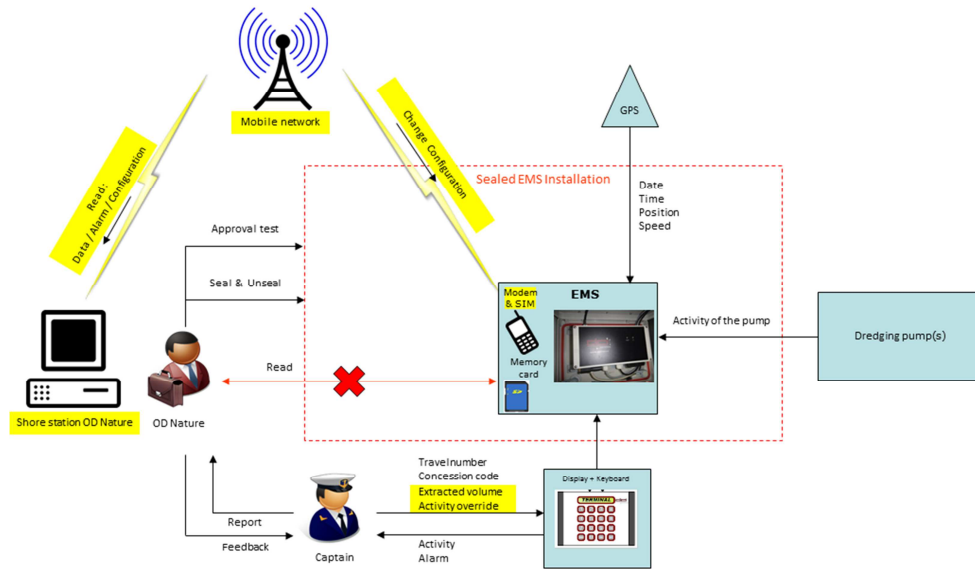 Mobile network
GPS
Change Configuration
Read:
Data / Alarm / Configuration
Sealed EMS Installation
Date
Time
Position
Speed
Approval test
Seal & Unseal
Modem
& SIM
EMS
Memory
card
Activity of the pump
Dredging pump(s)
Read
Shore station OD Nature
OD Nature
Travel number
Concession code
Extracted volume
Activity override
Display + Keyboard
TERMINAL
Report
Feedback
Captain
Activity
Alarm